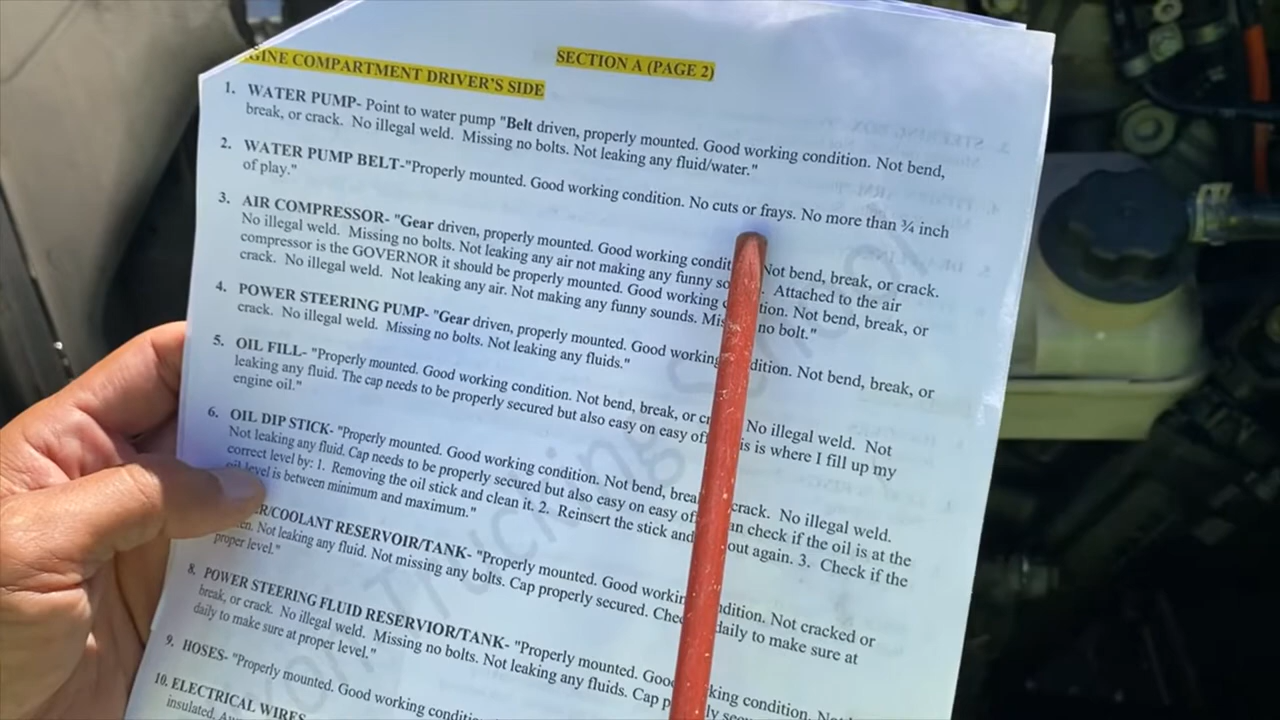 GINE COMPARTMENT DRIVER'S SIDE
SECTION A (PAGE 2)
1. WATER PUMP- Point to water pump "Belt driven, properly mounted. Good working condition. Not bend,
break, or crack. No illegal weld. Missing no bolts. Not leaking any fluid/water."
2. WATER PUMP BELT-"Properly mounted. Good working condition. No cuts or frays. No more than ¾ inch
of play."
3. AIR COMPRESSOR- "Gear driven, properly mounted. Good working condit Not bend, break, or crack.
No illegal weld. Missing no bolts. Not leaking any air not making any funny so . Attached to the air
compressor is the GOVERNOR it should be properly mounted. Good working tion. Not bend, break, or
crack. No illegal weld. Not leaking any air. Not making any funny sounds. Mis no bolt."
4. POWER STEERING PUMP- "Gear driven, properly mounted. Good working dition. Not bend, break, or
crack. No illegal weld. Missing no bolts. Not leaking any fluids."
5. OIL FILL- "Properly mounted. Good working condition. Not bend, break, or cr No illegal weld. Not
leaking any fluid. The cap needs to be properly secured but also easy on easy of is is where I fill up my
engine oil."
6. OIL DIP STICK- "Properly mounted. Good working condition. Not bend, brea crack. No illegal weld.
Not leaking any fluid. Cap needs to be properly secured but also easy on easy of an check if the oil is at the
correct level by: 1. Removing the oil stick and clean it. 2. Reinsert the stick and out again. 3. Check if the
oil level is between minimum and maximum."
ER/COOLANT RESERVOIR/TANK- "Properly mounted. Good workin dition. Not cracked or
en. Not leaking any fluid. Not missing any bolts. Cap properly secured. Chec daily to make sure at
proper level."
8. POWER STEERING FLUID RESERVIOR/TANK- "Properly mounted. Good king condition. Not
break, or crack. No illegal weld. Missing no bolts. Not leaking any fluids. Cap p ly secu
daily to make sure at proper level."
9. HOSES- "Properly mounted. Good working conditio
10. ELECTRICAL WIRES
insulated.